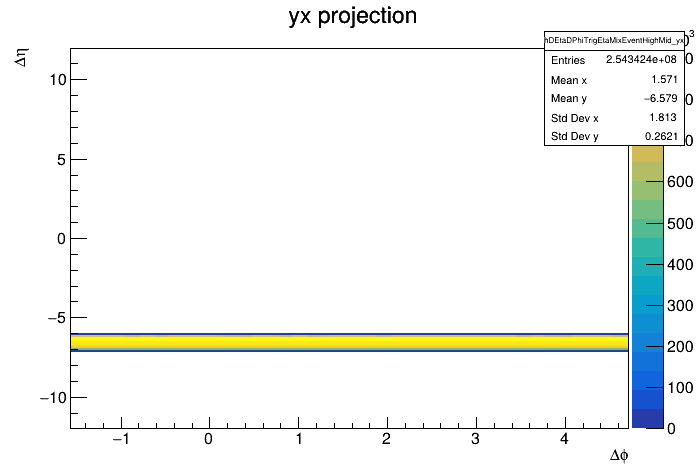 yx projection
hDEtaDPhiTrigEtaMixEventHighMid_yx
Entries 2.543424e+08
Mean x 1.571
Mean y −6.579
Std Dev x 1.813
Std Dev y 0.2621
Δη
10
5
0
−5
−10
−1
0
1
2
3
4
Δϕ
600
500
400
300
200
100
0